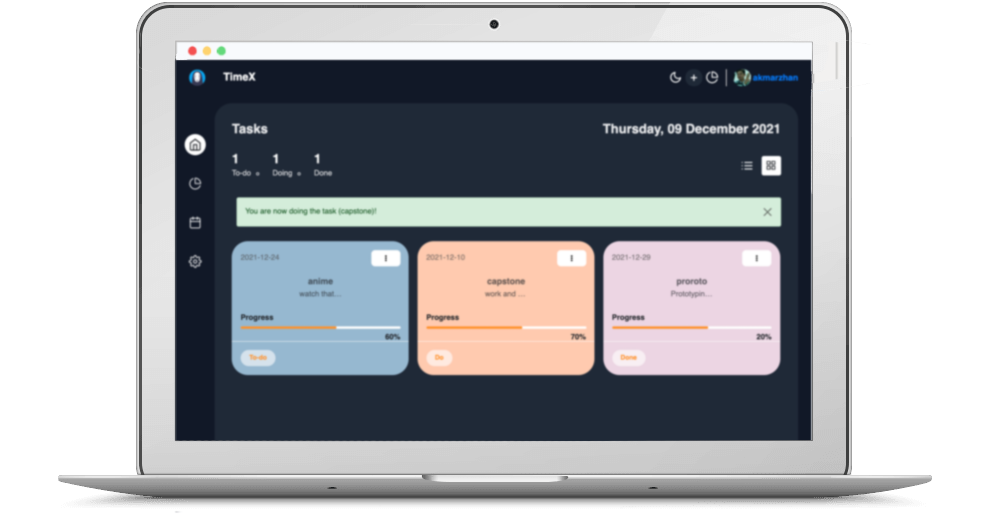 TimeX
akmarzhan
Tasks
Thursday, 09 December 2021
1 1 1
To-do Doing Done
You are now doing the task (capstone)!
2021-12-24
anime
watch that...
Progress
60%
To-do
2021-12-10
capstone
work and ...
Progress
70%
Do
2021-12-29
proroto
Prototypin...
Progress
20%
Done